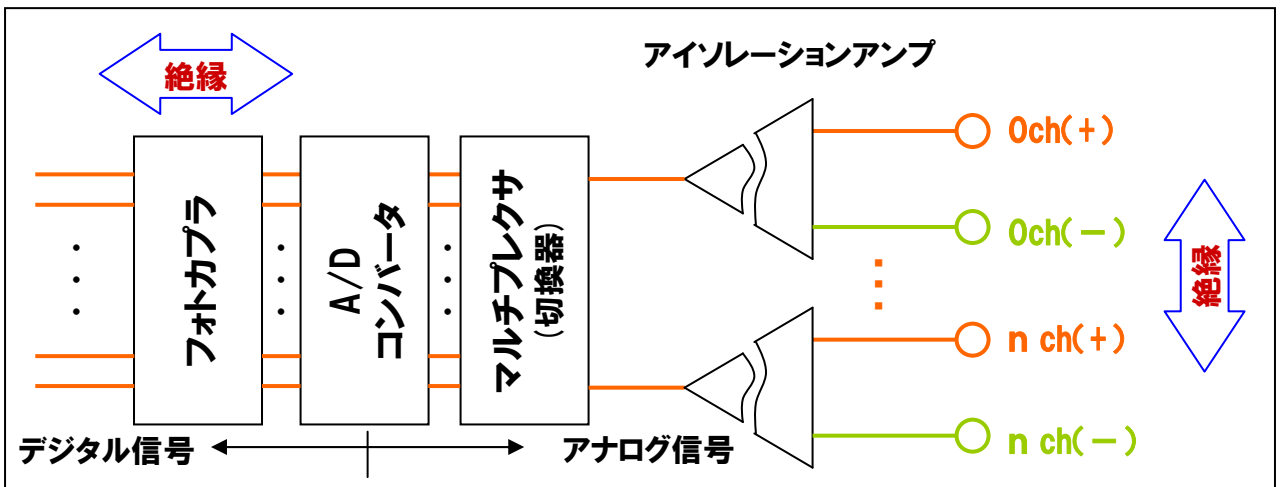 絶縁
アイソレーションアンプ
フォトカプラ
A/D
コンバータ
マルチプレクサ
(切換器)
0ch(+)
0ch(−)
絶縁
n ch(+)
n ch(−)
デジタル信号
アナログ信号